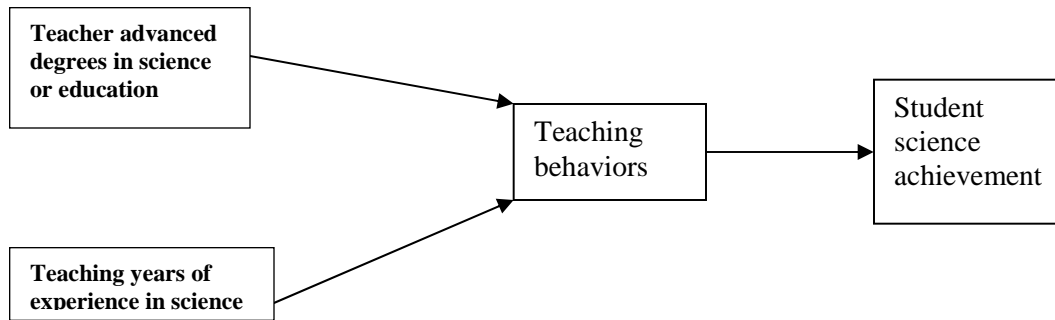 Teacher advanced
degrees in science
or education
Teaching
behaviors
Student
science
achievement
Teaching years of
experience in science